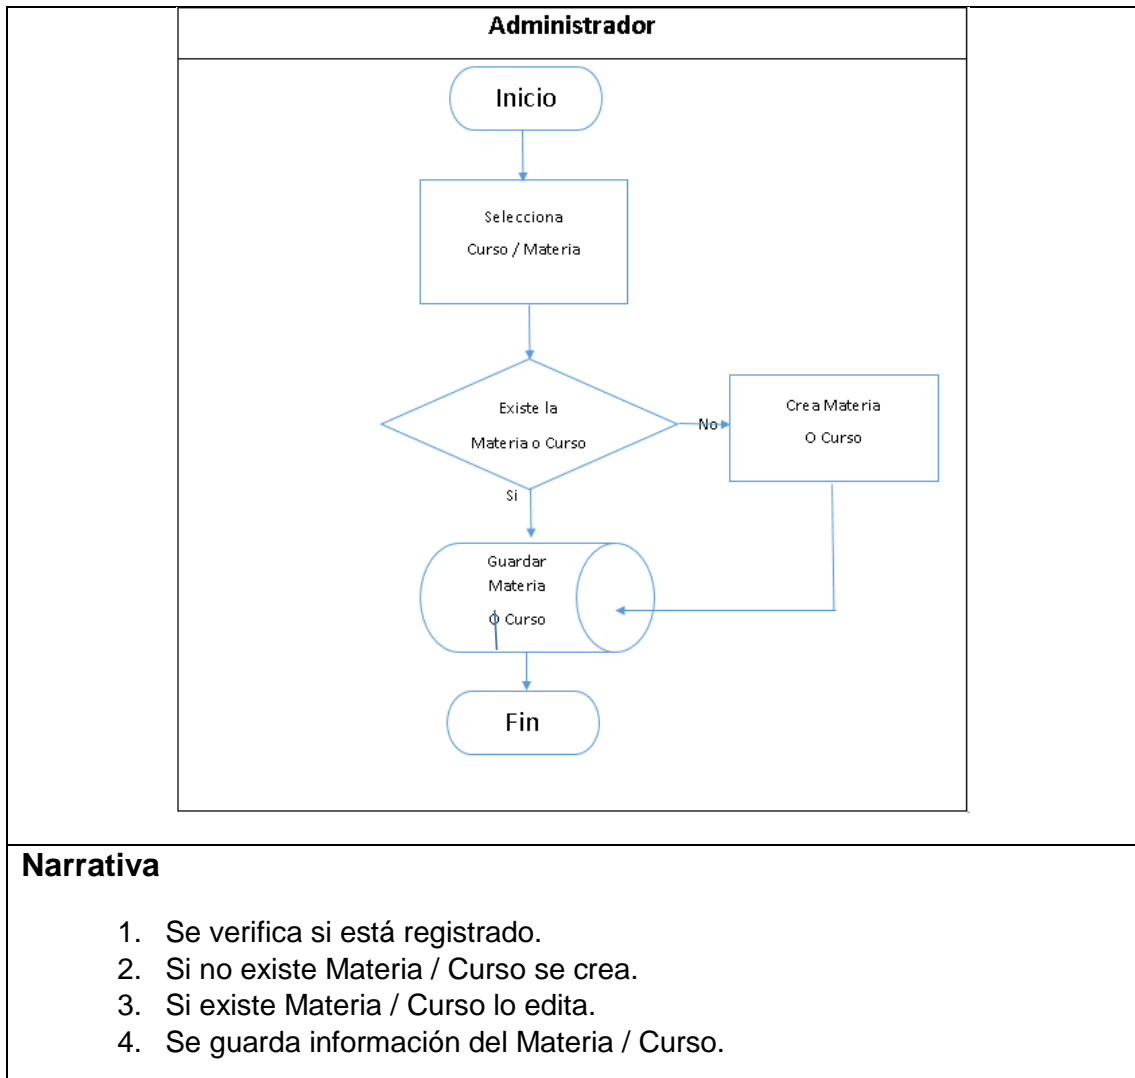 Administrador
Inicio
Selecciona
Curso / Materia
Existe la
Materia o Curso
No
Crea Materia
O Curso
Si
Guardar
Materia
O Curso
Fin
Narrativa
1. Se verifica si está registrado.
2. Si no existe Materia / Curso se crea.
3. Si existe Materia / Curso lo edita.
4. Se guarda información del Materia / Curso.